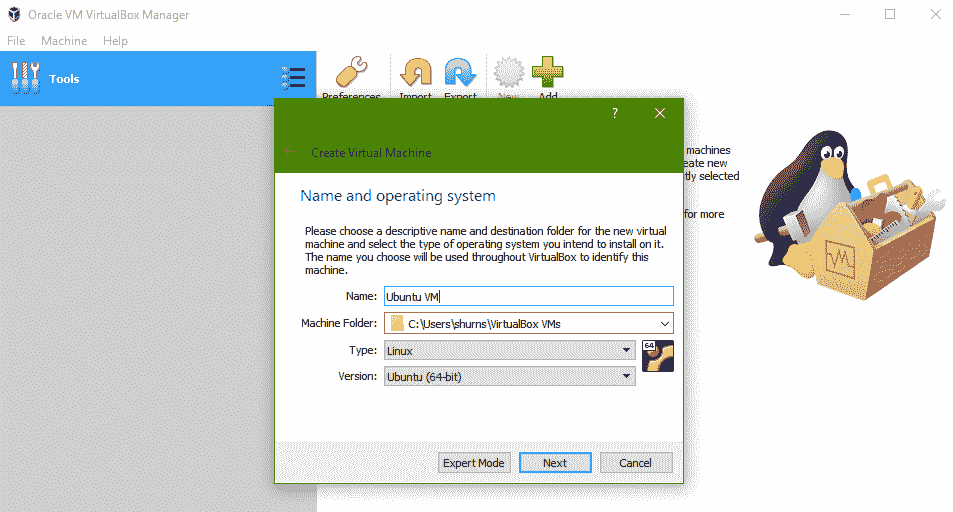 Oracle VM VirtualBox Manager
File Machine Help
Tools
Preferences Import Export New Add
? 
Create Virtual Machine
machines
eate new
tly selected
for more
Name and operating system
Please choose a descriptive name and destination folder for the new virtual
machine and select the type of operating system you intend to install on it.
The name you choose will be used throughout VirtualBox to identify this
machine.
Name: Ubuntu VM
Machine Folder: C:\Users\shurns\VirtualBox VMs
Type: Linux
64
Version: Ubuntu (64-bit)
Expert Mode Next Cancel